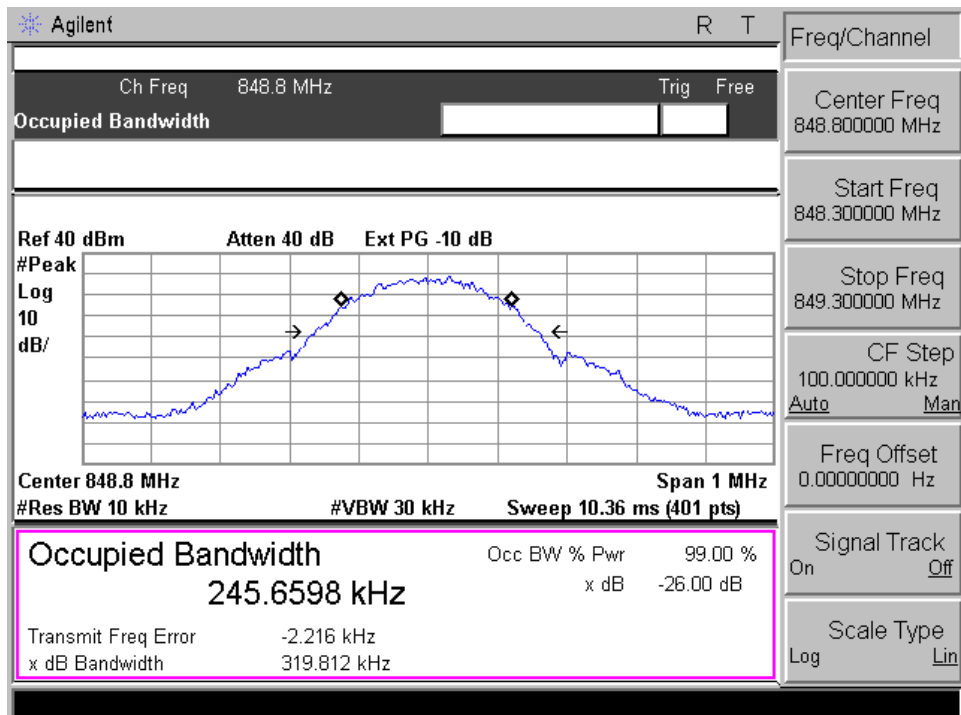 Agilent R T
Ch Freq 848.8 MHz Trig Free
Occupied Bandwidth
Ref 40 dBm Atten 40 dB Ext PG -10 dB
#Peak
Log
10
dB/
Center 848.8 MHz Span 1 MHz
#Res BW 10 kHz #VBW 30 kHz Sweep 10.36 ms (401 pts)
Occupied Bandwidth Occ BW % Pwr 99.00 %
245.6598 kHz x dB -26.00 dB
Transmit Freq Error -2.216 kHz
x dB Bandwidth 319.812 kHz
Freq/Channel
Center Freq
848.800000 MHz
Start Freq
848.300000 MHz
Stop Freq
849.300000 MHz
CF Step
100.000000 kHz
Auto Man
Freq Offset
0.00000000 Hz
Signal Track
On Off
Scale Type
Log Lin